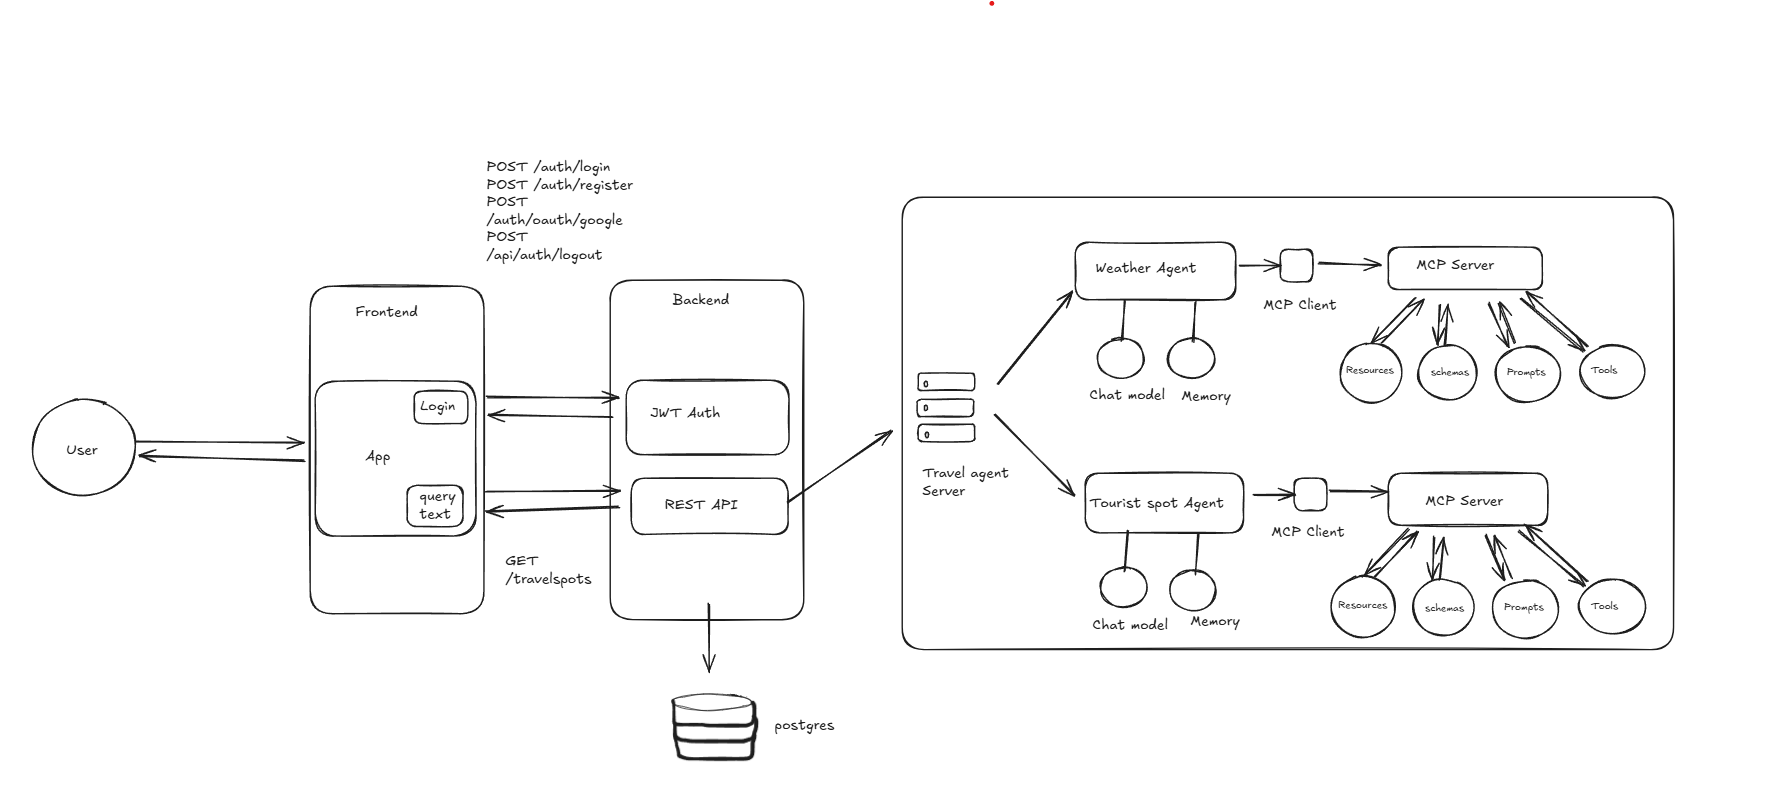 POST /auth/login
POST /auth/register
POST
/auth/oauth/google
POST
/api/auth/logout
Frontend
Backend
User
App
Login
query
text
JWT Auth
REST API
GET
/travelspots
postgres
Travel agent
Server
Weather Agent
Chat model
Memory
MCP Client
MCP Server
Resources
schemas
Prompts
Tools
Tourist spot Agent
Chat model
Memory
MCP Client
MCP Server
Resources
schemas
Prompts
Tools